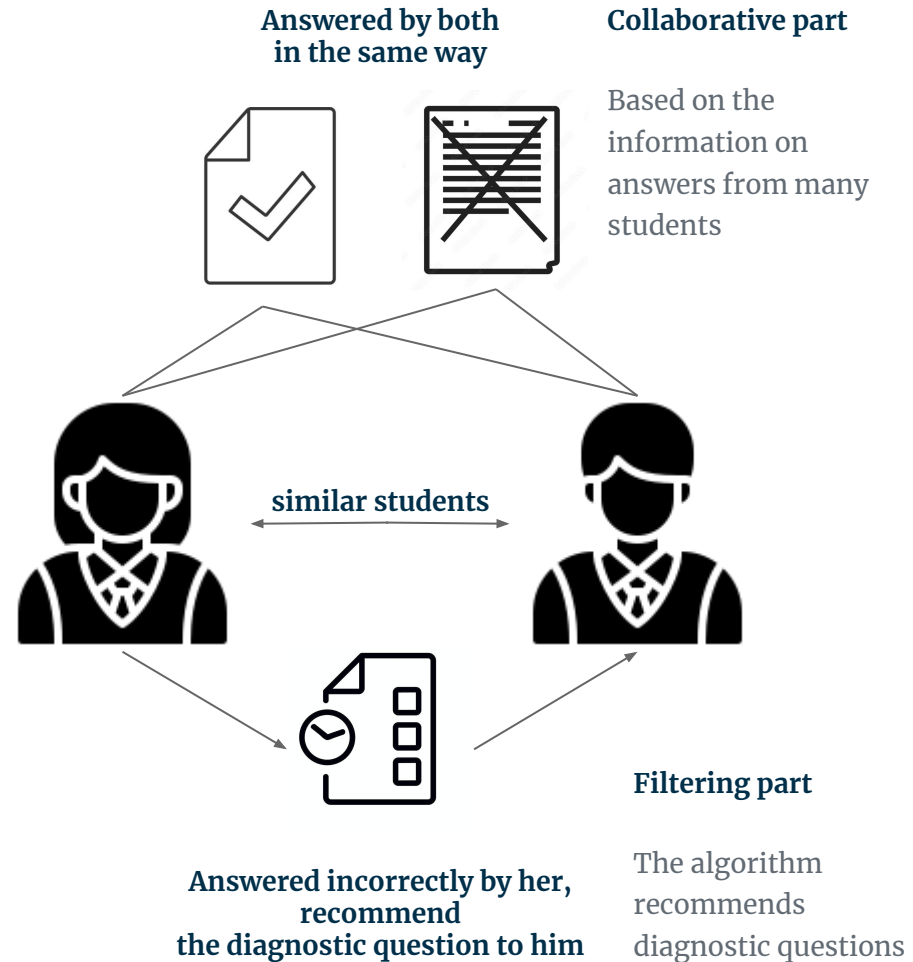 Answered by both
in the same way
Collaborative part
Based on the
information on
answers from many
students
similar students
Filtering part
The algorithm
recommends
diagnostic questions
Answered incorrectly by her,
recommend
the diagnostic question to him